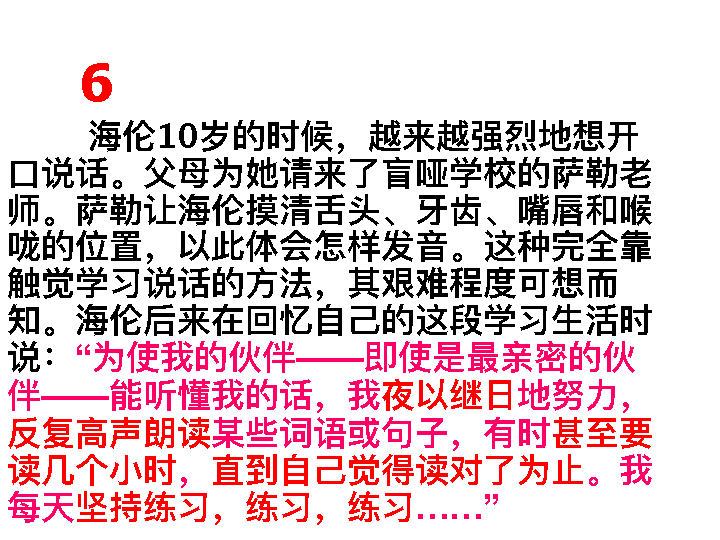 6
海伦10岁的时候，越来越强烈地想开
口说话。父母为她请来了盲哑学校的萨勒老
师。萨勒让海伦摸清舌头、牙齿、嘴唇和喉
咙的位置，以此体会怎样发音。这种完全靠
触觉学习说话的方法，其艰难程度可想而
知。海伦后来在回忆自己的这段学习生活时
说：“为使我的伙伴——即使是最亲密的伙
伴——能听懂我的话，我夜以继日地努力，
反复高声朗读某些词语或句子，有时甚至要
读几个小时，直到自己觉得读对了为止。我
每天坚持练习，练习，练习……”